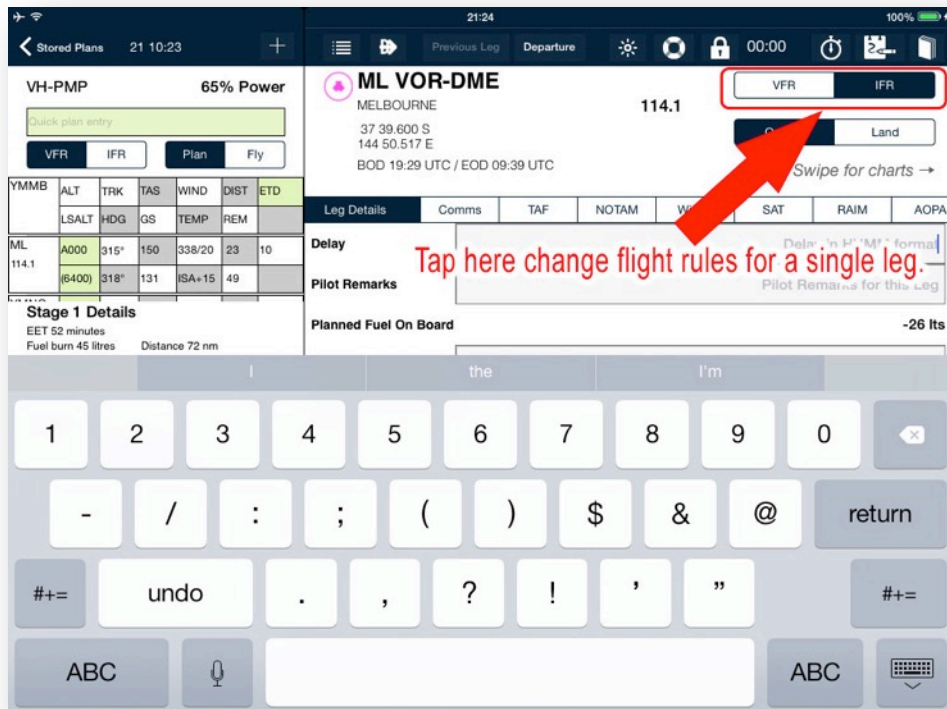 21:24
100%
Stored Plans 21 10:23 +
Previous Leg Departure 00:00
VH-PMP 65% Power
Quick plan entry
VFR IFR Plan Fly
YMMB ALT TRK TAS WIND DIST ETD
LSALT HDG GS TEMP REM
ML A000 315° 150 338/20 23 10
114.1 (6400) 318° 131 ISA+15 49
Stage 1 Details
EET 52 minutes
Fuel burn 45 litres Distance 72 nm
ML VOR-DME
MELBOURNE 114.1
37 39.600 S
144 50.517 E
BOD 19:29 UTC / EOD 09:39 UTC
VFR IFR
Land
Swipe for charts →
Leg Details Comms TAF NOTAM SAT RAIM AOPA
Delay Delay in HHMM format
Tap here change flight rules for a single leg.
Pilot Remarks Pilot Remarks for this Leg
Planned Fuel On Board -26 lts
I the I'm
1 2 3 4 5 6 7 8 9 0
- / : ; ( ) $ & @ return
#+= undo . , ? ! ’ ” #+=
ABC ABC